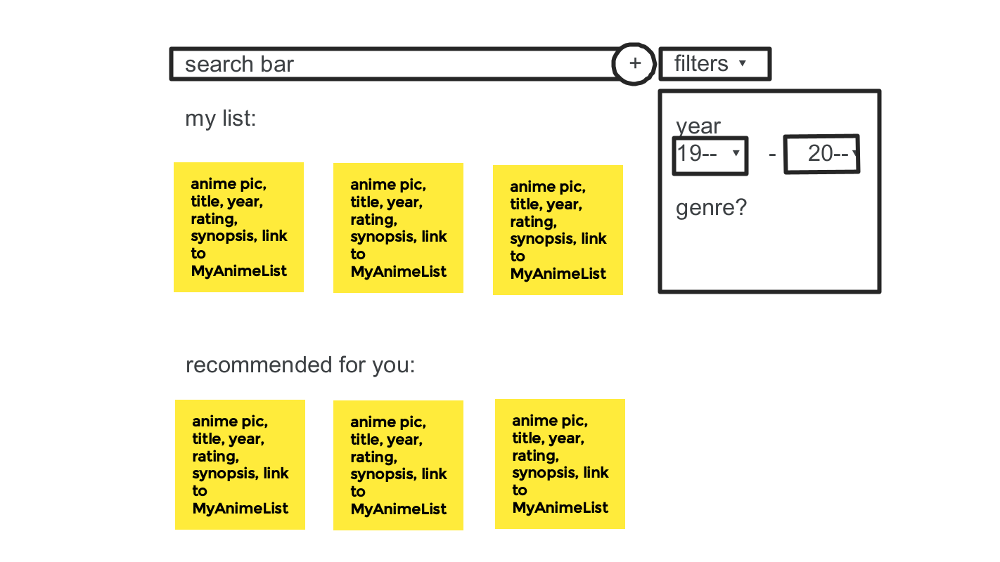 search bar
+
filters ▼
my list:
year
19-- ▼ - 20-- ▼
genre?
anime pic,
title, year,
rating,
synopsis, link
to
MyAnimeList
anime pic,
title, year,
rating,
synopsis, link
to
MyAnimeList
anime pic,
title, year,
rating,
synopsis, link
to
MyAnimeList
recommended for you:
anime pic,
title, year,
rating,
synopsis, link
to
MyAnimeList
anime pic,
title, year,
rating,
synopsis, link
to
MyAnimeList
anime pic,
title, year,
rating,
synopsis, link
to
MyAnimeList